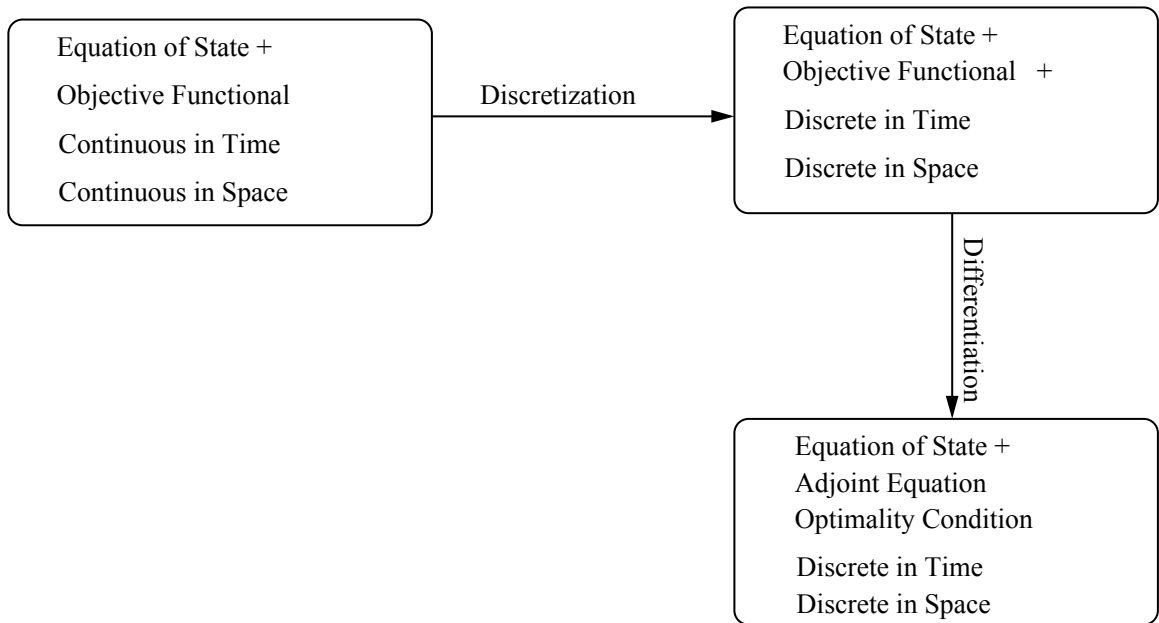 Equation of State +
Objective Functional
Continuous in Time
Continuous in Space
Discretization
Equation of State +
Objective Functional +
Discrete in Time
Discrete in Space
Differentiation
Equation of State +
Adjoint Equation
Optimality Condition
Discrete in Time
Discrete in Space